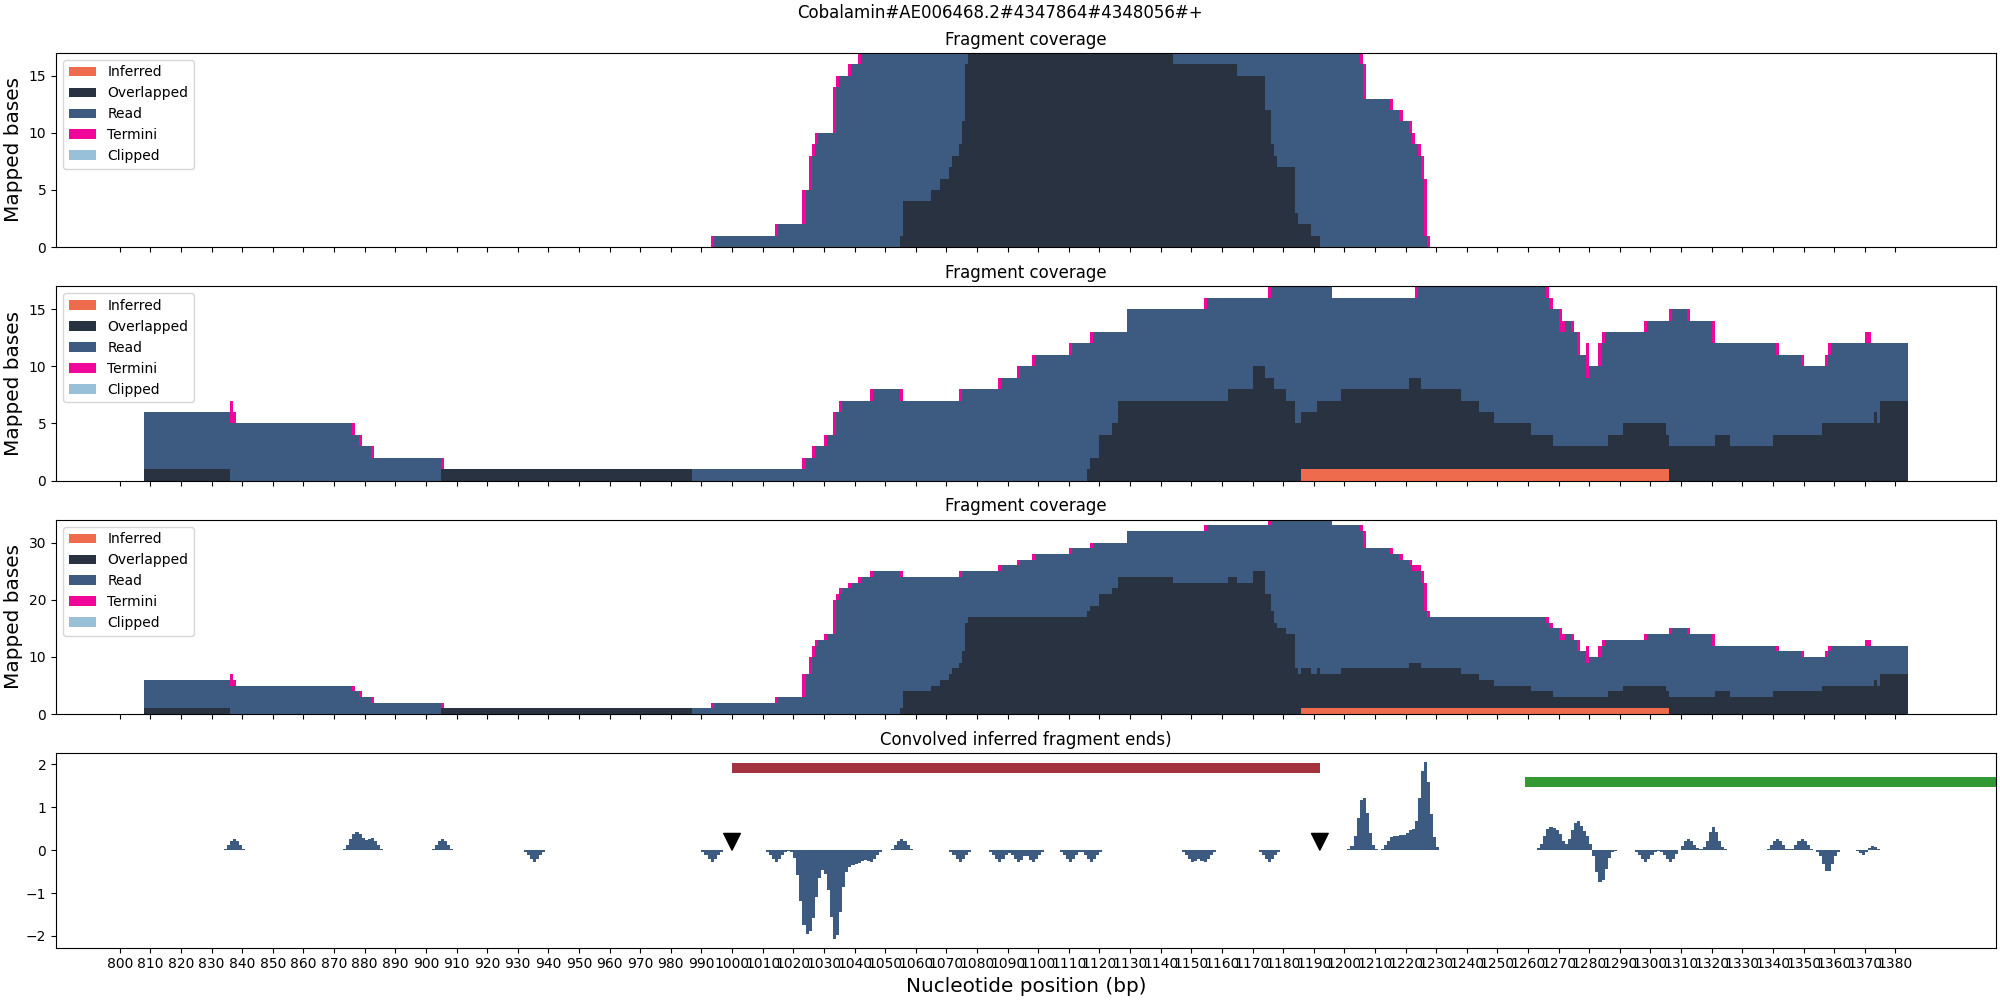 Cobalamin#AE006468.2#4347864#4348056#+
Fragment coverage
Mapped bases
15
10
5
0
Inferred
Overlapped
Read
Termini
Clipped
Fragment coverage
Mapped bases
15
10
5
0
Inferred
Overlapped
Read
Termini
Clipped
Fragment coverage
Mapped bases
30
20
10
0
Inferred
Overlapped
Read
Termini
Clipped
Convolved inferred fragment ends)
2
1
0
−1
−2
800 810 820 830 840 850 860 870 880 890 900 910 920 930 940 950 960 970 980 990 1000 1010 1020 1030 1040 1050 1060 1070 1080 1090 1100 1110 1120 1130 1140 1150 1160 1170 1180 1190 1200 1210 1220 1230 1240 1250 1260 1270 1280 1290 1300 1310 1320 1330 1340 1350 1360 1370 1380
Nucleotide position (bp)